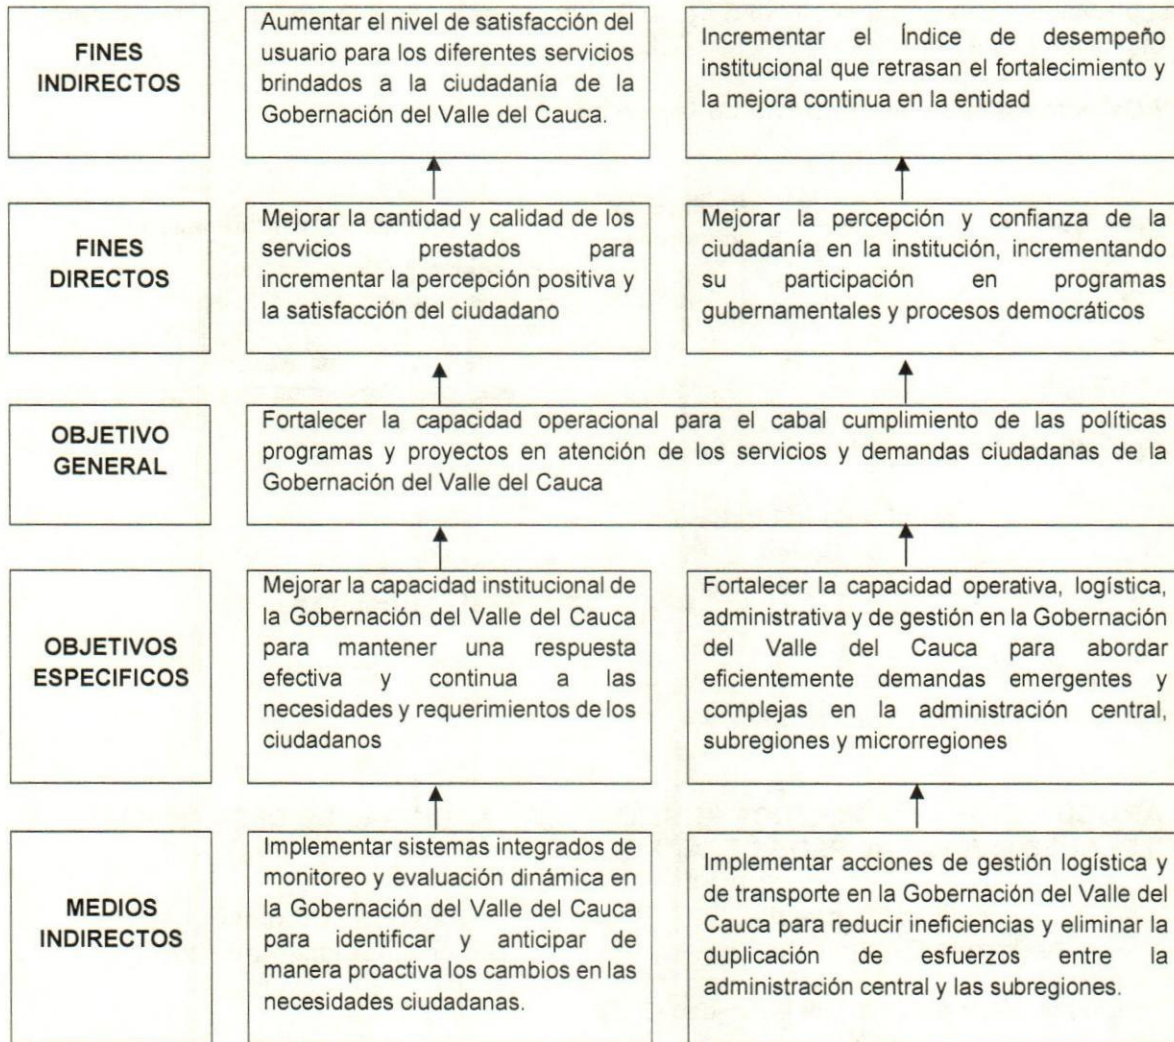 FINES
INDIRECTOS
Aumentar el nivel de satisfacción del
usuario para los diferentes servicios
brindados a la ciudadanía de la
Gobernación del Valle del Cauca.
Incrementar el Índice de desempeño
institucional que retrasan el fortalecimiento y
la mejora continua en la entidad
FINES
DIRECTOS
Mejorar la cantidad y calidad de los
servicios prestados para
incrementar la percepción positiva y
la satisfacción del ciudadano
Mejorar la percepción y confianza de la
ciudadanía en la institución, incrementando
su participación en programas
gubernamentales y procesos democráticos
OBJETIVO
GENERAL
Fortalecer la capacidad operacional para el cabal cumplimiento de las políticas
programas y proyectos en atención de los servicios y demandas ciudadanas de la
Gobernación del Valle del Cauca
OBJETIVOS
ESPECIFICOS
Mejorar la capacidad institucional de
la Gobernación del Valle del Cauca
para mantener una respuesta
efectiva y continua a las
necesidades y requerimientos de los
ciudadanos
Fortalecer la capacidad operativa, logística,
administrativa y de gestión en la Gobernación
del Valle del Cauca para abordar
eficientemente demandas emergentes y
complejas en la administración central,
subregiones y microrregiones
MEDIOS
INDIRECTOS
Implementar sistemas integrados de
monitoreo y evaluación dinámica en
la Gobernación del Valle del Cauca
para identificar y anticipar de
manera proactiva los cambios en las
necesidades ciudadanas.
Implementar acciones de gestión logística y
de transporte en la Gobernación del Valle del
Cauca para reducir ineficiencias y eliminar la
duplicación de esfuerzos entre la
administración central y las subregiones.